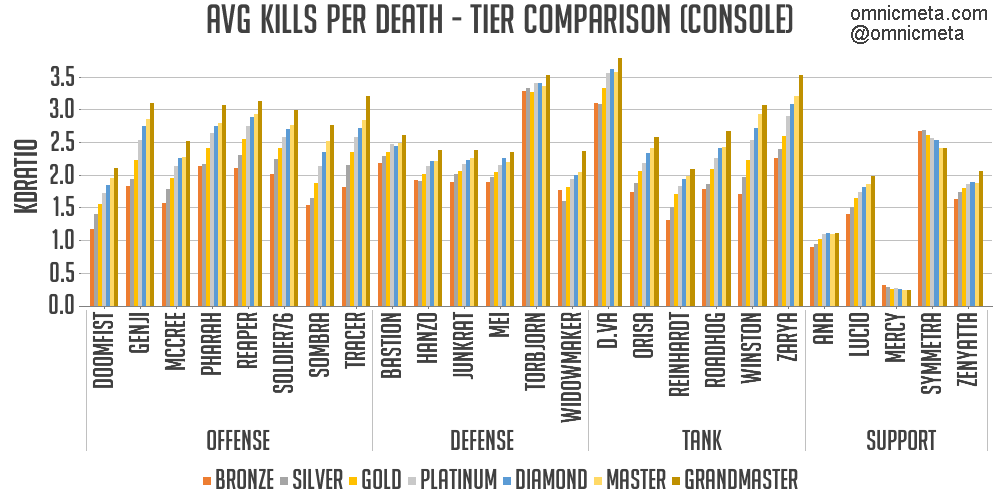 AVG KILLS PER DEATH - TIER COMPARISON (CONSOLE)
omnicmeta.com
@omnicmeta
KDRATIO
3.5
3.0
2.5
2.0
1.5
1.0
0.5
0.0
DOOMFIST
GENJI
MCCREE
PHARAH
REAPER
SOLDIER76
SOMBRA
TRACER
BASTION
HANZO
JUNKRAT
MEI
TORBJORN
WIDOWMAKER
D.VA
ORISA
REINHARDT
ROADHOG
WINSTON
ZARYA
ANA
LUCIO
MERCY
SYMMETRA
ZENYATTA
OFFENSE DEFENSE TANK SUPPORT
BRONZE SILVER GOLD PLATINUM DIAMOND MASTER GRANDMASTER